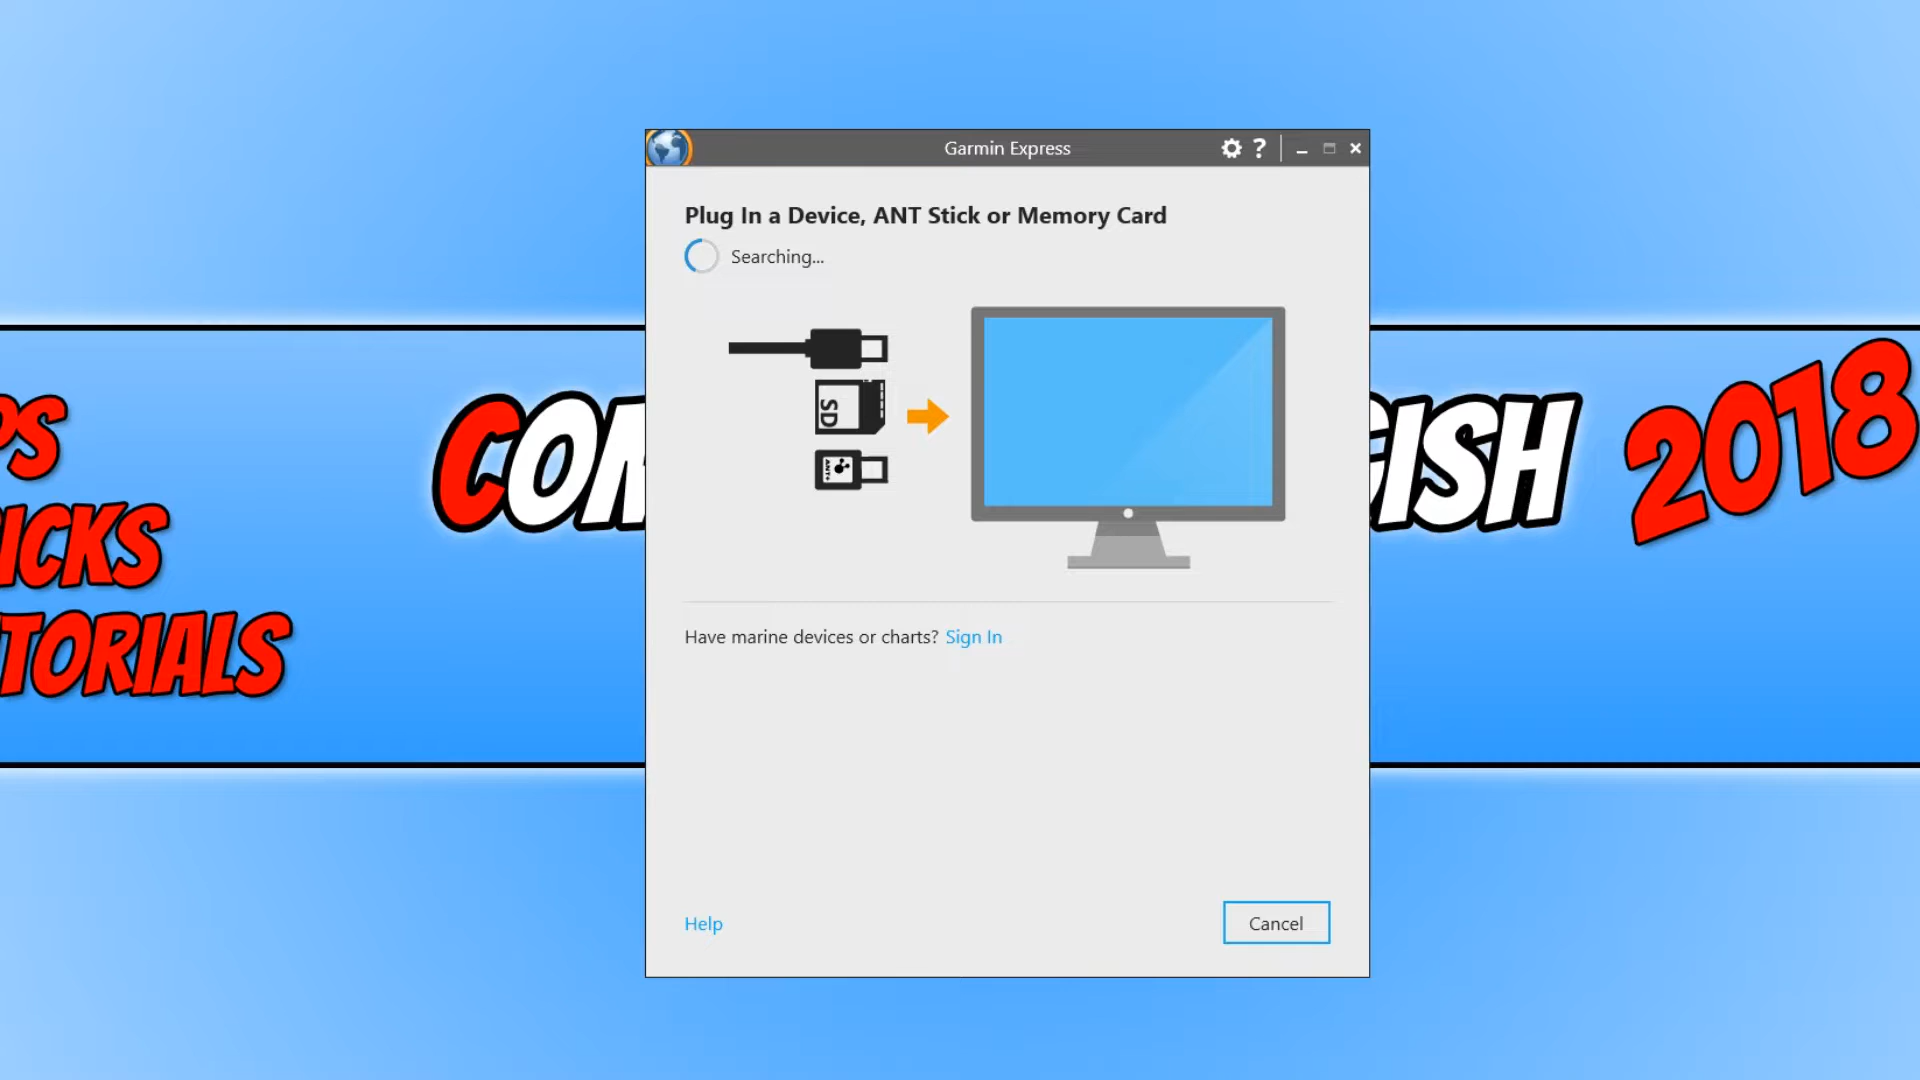 Garmin Express
Plug In a Device, ANT Stick or Memory Card
Searching...
SD
ANT+
Have marine devices or charts? Sign In
Help
Cancel
2018